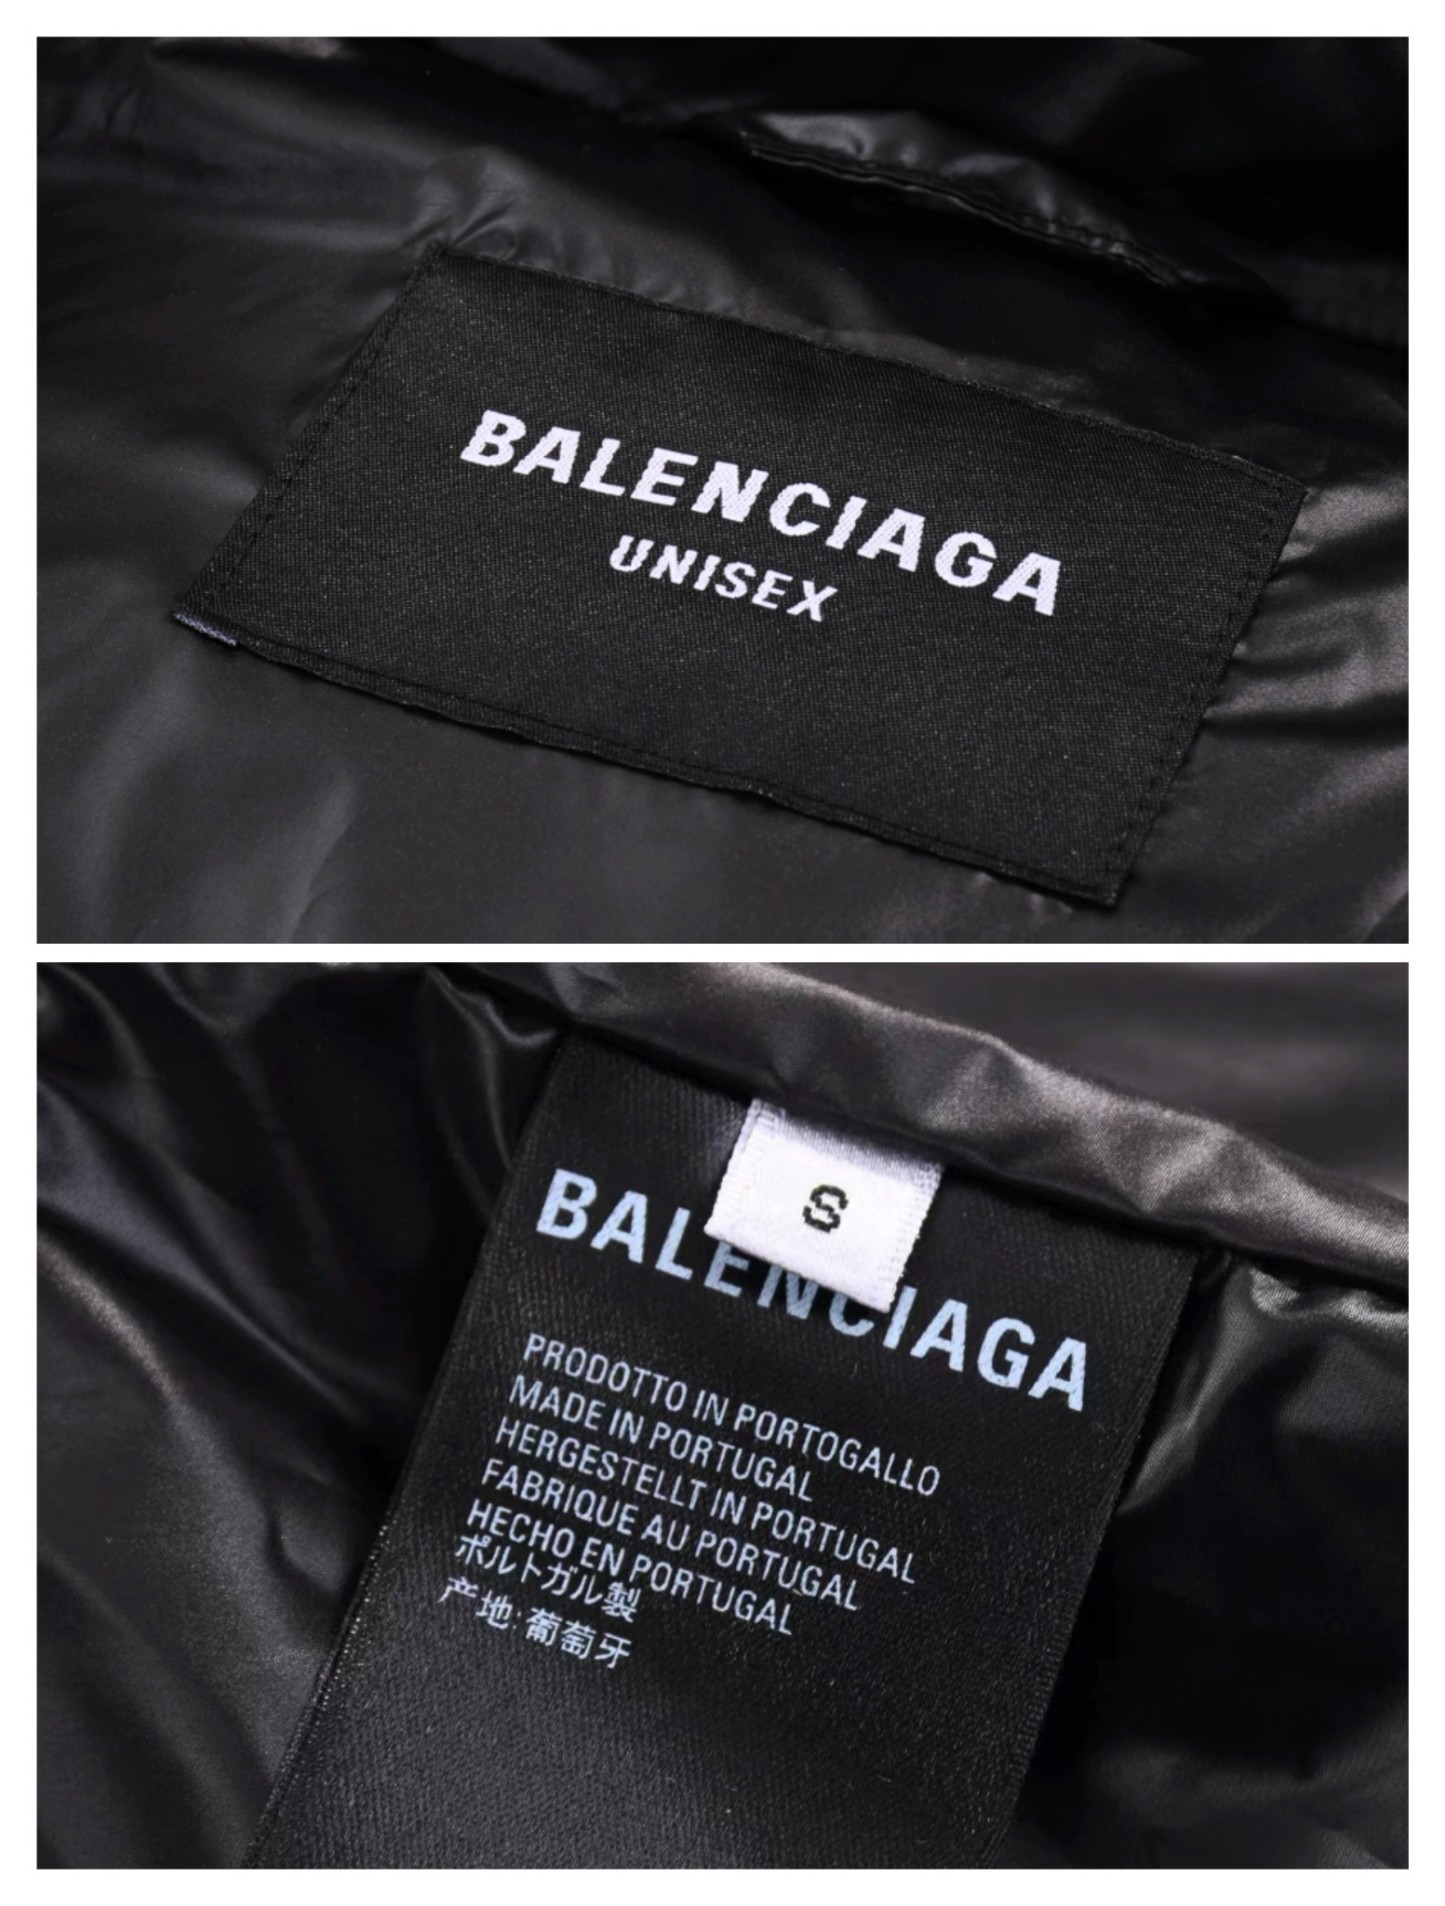 BALENCIAGA
UNISEX
S
BALENCIAGA
PRODOTTO IN PORTOGALLO
MADE IN PORTUGAL
HERGESTELLT IN PORTUGAL
FABRIQUE AU PORTUGAL
HECHO EN PORTUGAL
ポルトガル製
产地:葡萄牙